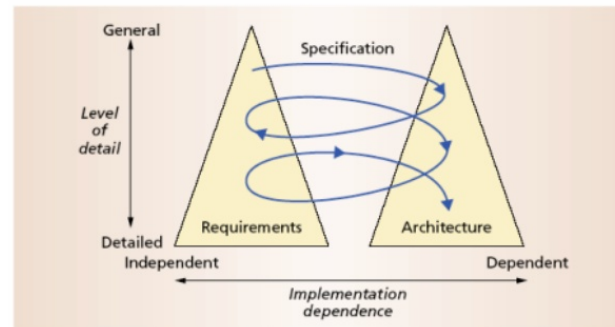 General
Specification
Level
of
detail
Requirements
Architecture
Detailed
Independent
Dependent
Implementation
dependence